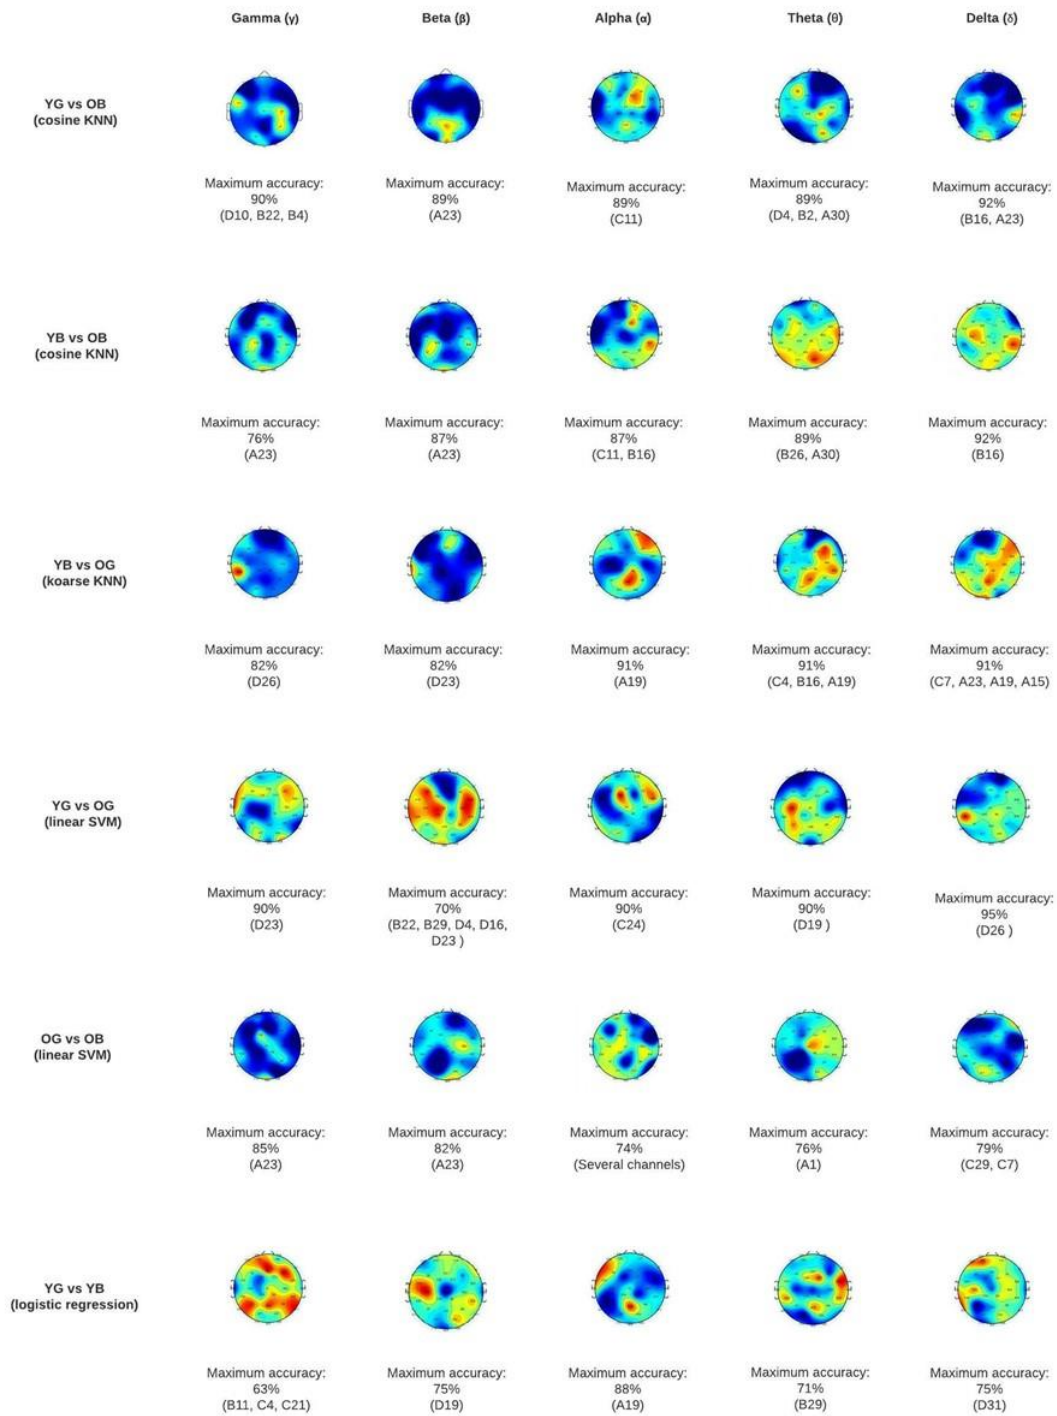 Gamma (γ) Beta (β) Alpha (α) Theta (θ) Delta (δ)
YG vs OB
(cosine KNN)
Maximum accuracy:
90%
(D10, B22, B4)
Maximum accuracy:
89%
(A23)
Maximum accuracy:
89%
(C11)
Maximum accuracy:
89%
(D4, B2, A30)
Maximum accuracy:
92%
(B16, A23)
YB vs OB
(cosine KNN)
Maximum accuracy:
76%
(A23)
Maximum accuracy:
87%
(A23)
Maximum accuracy:
87%
(C11, B16)
Maximum accuracy:
89%
(B26, A30)
Maximum accuracy:
92%
(B16)
YB vs OG
(koarse KNN)
Maximum accuracy:
82%
(D26)
Maximum accuracy:
82%
(D23)
Maximum accuracy:
91%
(A19)
Maximum accuracy:
91%
(C4, B16, A19)
Maximum accuracy:
91%
(C7, A23, A19, A15)
YG vs OG
(linear SVM)
Maximum accuracy:
90%
(D23)
Maximum accuracy:
70%
(B22, B29, D4, D16,
D23 )
Maximum accuracy:
90%
(C24)
Maximum accuracy:
90%
(D19 )
Maximum accuracy:
95%
(D26 )
OG vs OB
(linear SVM)
Maximum accuracy:
85%
(A23)
Maximum accuracy:
82%
(A23)
Maximum accuracy:
74%
(Several channels)
Maximum accuracy:
76%
(A1)
Maximum accuracy:
79%
(C29, C7)
YG vs YB
(logistic regression)
Maximum accuracy:
63%
(B11, C4, C21)
Maximum accuracy:
75%
(D19)
Maximum accuracy:
88%
(A19)
Maximum accuracy:
71%
(B29)
Maximum accuracy:
75%
(D31)